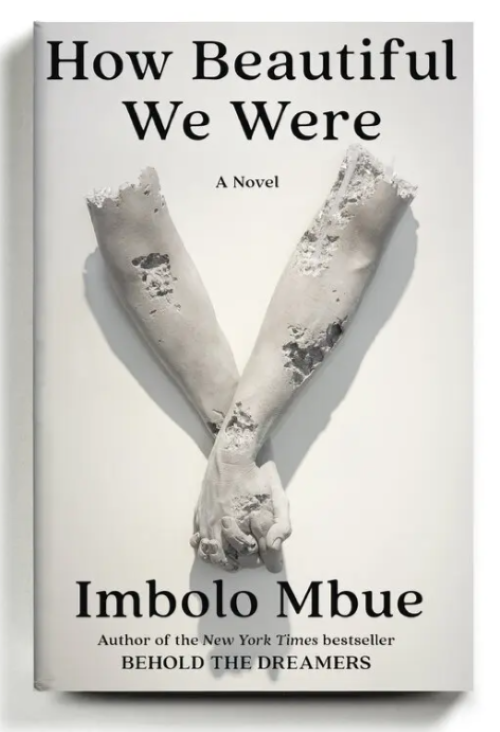 How Beautiful
We Were
A Novel
Imbolo Mbue
Author of the New York Times bestseller
BEHOLD THE DREAMERS